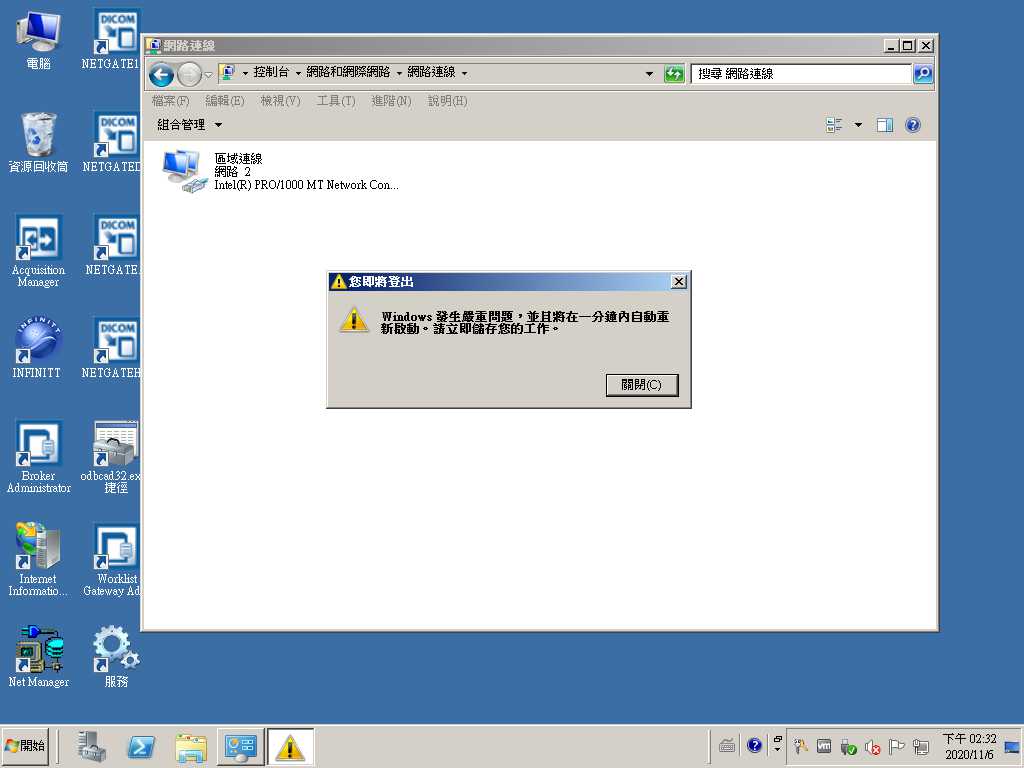 電腦
DICOM
NETGATE1
資源回收筒
DICOM
NETGATED
Acquisition
Manager
DICOM
NETGATE
INFINITT
INFINITT
DICOM
NETGATEH
Broker
Administrator
odbcad32.ex
捷徑
Internet
Informatio...
Worklist
Gateway Ad
Net Manager
服務
網路連線
控制台
網路和網際網路
網路連線
搜尋 網路連線
檔案(F) 編輯(E) 檢視(V) 工具(T) 進階(N) 說明(H)
組合管理
區域連線
網路 2
Intel(R) PRO/1000 MT Network Con...
您即將登出
Windows 發生嚴重問題，並且將在一分鐘內自動重
新啟動。請立即儲存您的工作。
關閉(C)
開始
下午 02:32
2020/11/6